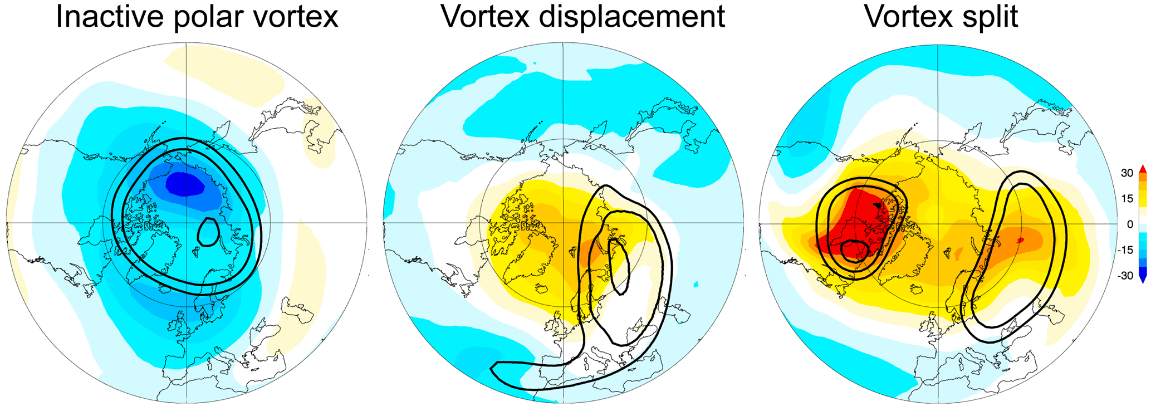 Inactive polar vortex
Vortex displacement
Vortex split
30
15
0
-15
-30